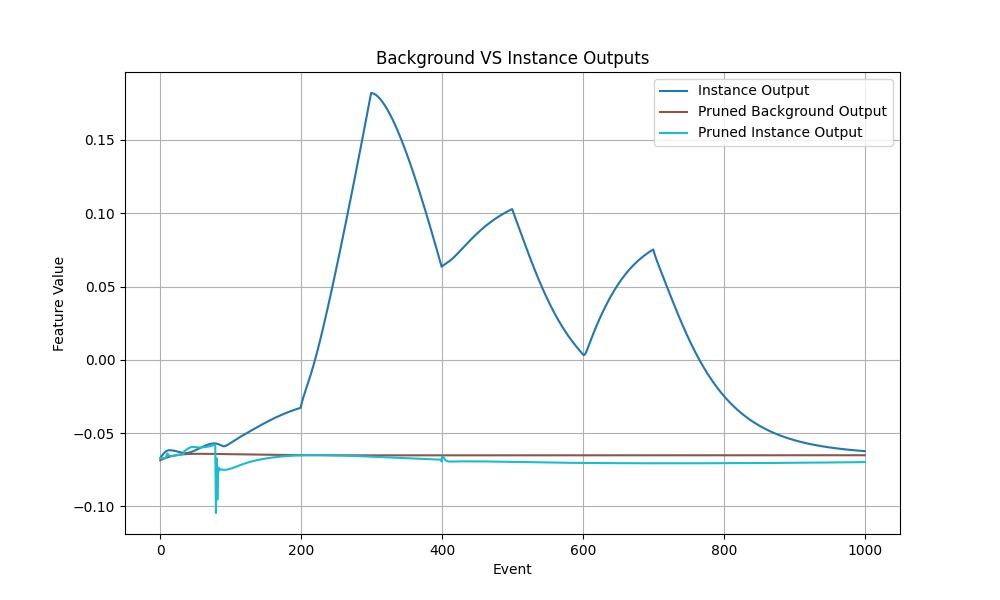 Background VS Instance Outputs
Instance Output
Pruned Background Output
Pruned Instance Output
Feature Value
0.15
0.10
0.05
0.00
−0.05
−0.10
0 200 400 600 800 1000
Event